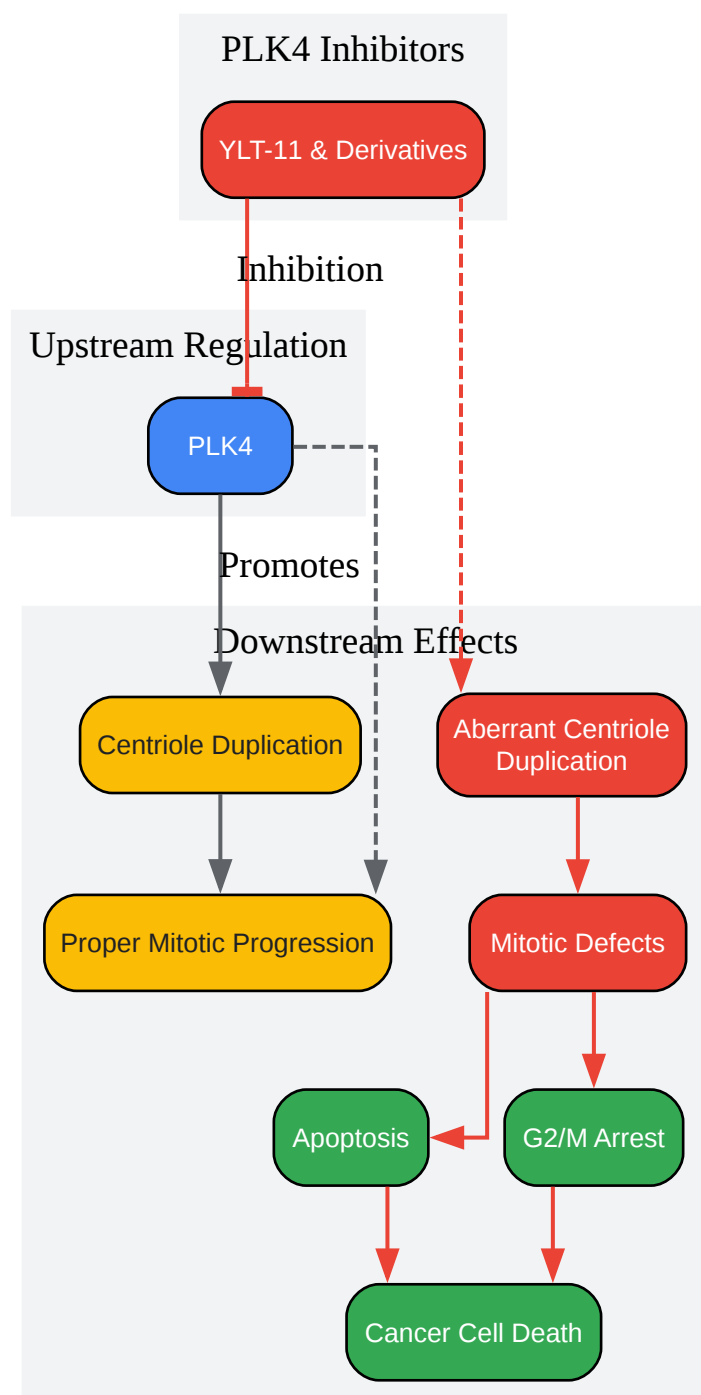 PLK4 Inhibitors
YLT-11 & Derivatives
Inhibition
Upstream Regulation
PLK4
Promotes
Downstream Effects
Centriole Duplication
Aberrant Centriole
Duplication
Proper Mitotic Progression
Mitotic Defects
Apoptosis
G2/M Arrest
Cancer Cell Death